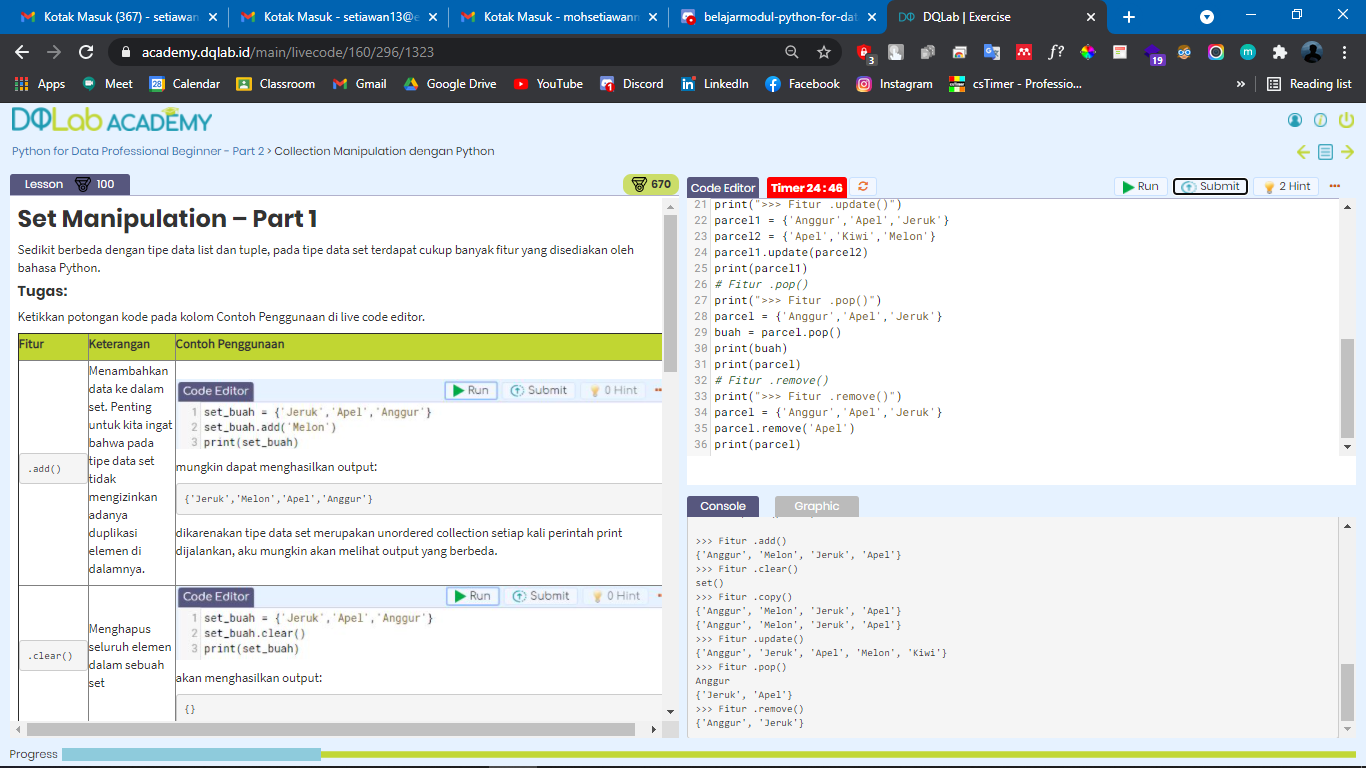 Kotak Masuk (367) - setiawan
Kotak Masuk - setiawan13@e
Kotak Masuk - mohsetiawann
belajarmodul-python-for-dat
DQLab | Exercise
academy.dqlab.id/main/livecode/160/296/1323
3
f?
19
Apps
Meet
28
Calendar
Classroom
Gmail
Google Drive
YouTube
Discord
LinkedIn
Facebook
Instagram
csTimer - Professio...
»
Reading list
DQLab ACADEMY
Python for Data Professional Beginner - Part 2 > Collection Manipulation dengan Python
Lesson 100
670
Set Manipulation – Part 1
Sedikit berbeda dengan tipe data list dan tuple, pada tipe data set terdapat cukup banyak fitur yang disediakan oleh
bahasa Python.
Tugas:
Ketikkan potongan kode pada kolom Contoh Penggunaan di live code editor.
Fitur Keterangan Contoh Penggunaan
.add()
Menambahkan
data ke dalam
set. Penting
untuk kita ingat
bahwa pada
tipe data set
tidak
mengizinkan
adanya
duplikasi
elemen di
dalamnya.
Code Editor Run Submit 0 Hint
1 set_buah = {'Jeruk','Apel','Anggur'}
2 set_buah.add('Melon')
3 print(set_buah)
mungkin dapat menghasilkan output:
{'Jeruk','Melon','Apel','Anggur'}
dikarenakan tipe data set merupakan unordered collection setiap kali perintah print
dijalankan, aku mungkin akan melihat output yang berbeda.
.clear()
Menghapus
seluruh elemen
dalam sebuah
set
Code Editor Run Submit 0 Hint
1 set_buah = {'Jeruk','Apel','Anggur'}
2 set_buah.clear()
3 print(set_buah)
akan menghasilkan output:
{}
Code Editor Timer 24 : 46 Run Submit 2 Hint
21 print(">>> Fitur .update()")
22 parcel1 = {'Anggur','Apel','Jeruk'}
23 parcel2 = {'Apel','Kiwi','Melon'}
24 parcel1.update(parcel2)
25 print(parcel1)
26 # Fitur .pop()
27 print(">>> Fitur .pop()")
28 parcel = {'Anggur','Apel','Jeruk'}
29 buah = parcel.pop()
30 print(buah)
31 print(parcel)
32 # Fitur .remove()
33 print(">>> Fitur .remove()")
34 parcel = {'Anggur','Apel','Jeruk'}
35 parcel.remove('Apel')
36 print(parcel)
Console Graphic
>>> Fitur .add()
{'Anggur', 'Melon', 'Jeruk', 'Apel'}
>>> Fitur .clear()
set()
>>> Fitur .copy()
{'Anggur', 'Melon', 'Jeruk', 'Apel'}
{'Anggur', 'Melon', 'Jeruk', 'Apel'}
>>> Fitur .update()
{'Anggur', 'Jeruk', 'Apel', 'Melon', 'Kiwi'}
>>> Fitur .pop()
Anggur
{'Jeruk', 'Apel'}
>>> Fitur .remove()
{'Anggur', 'Jeruk'}
Progress